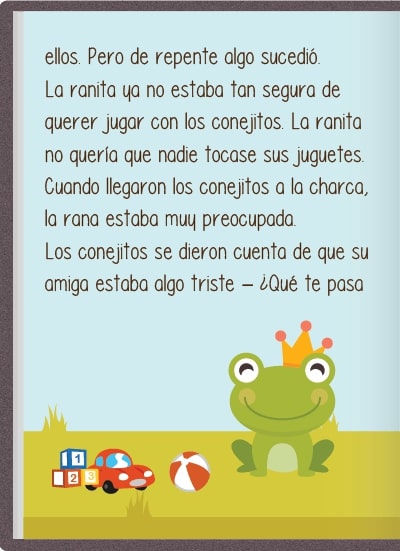 ellos. Pero de repente algo sucedió.
La ranita ya no estaba tan segura de
querer jugar con los conejitos. La ranita
no quería que nadie tocase sus juguetes.
Cuando llegaron los conejitos a la charca,
la rana estaba muy preocupada.
Los conejitos se dieron cuenta de que su
amiga estaba algo triste – ¿Qué te pasa
1
2 3